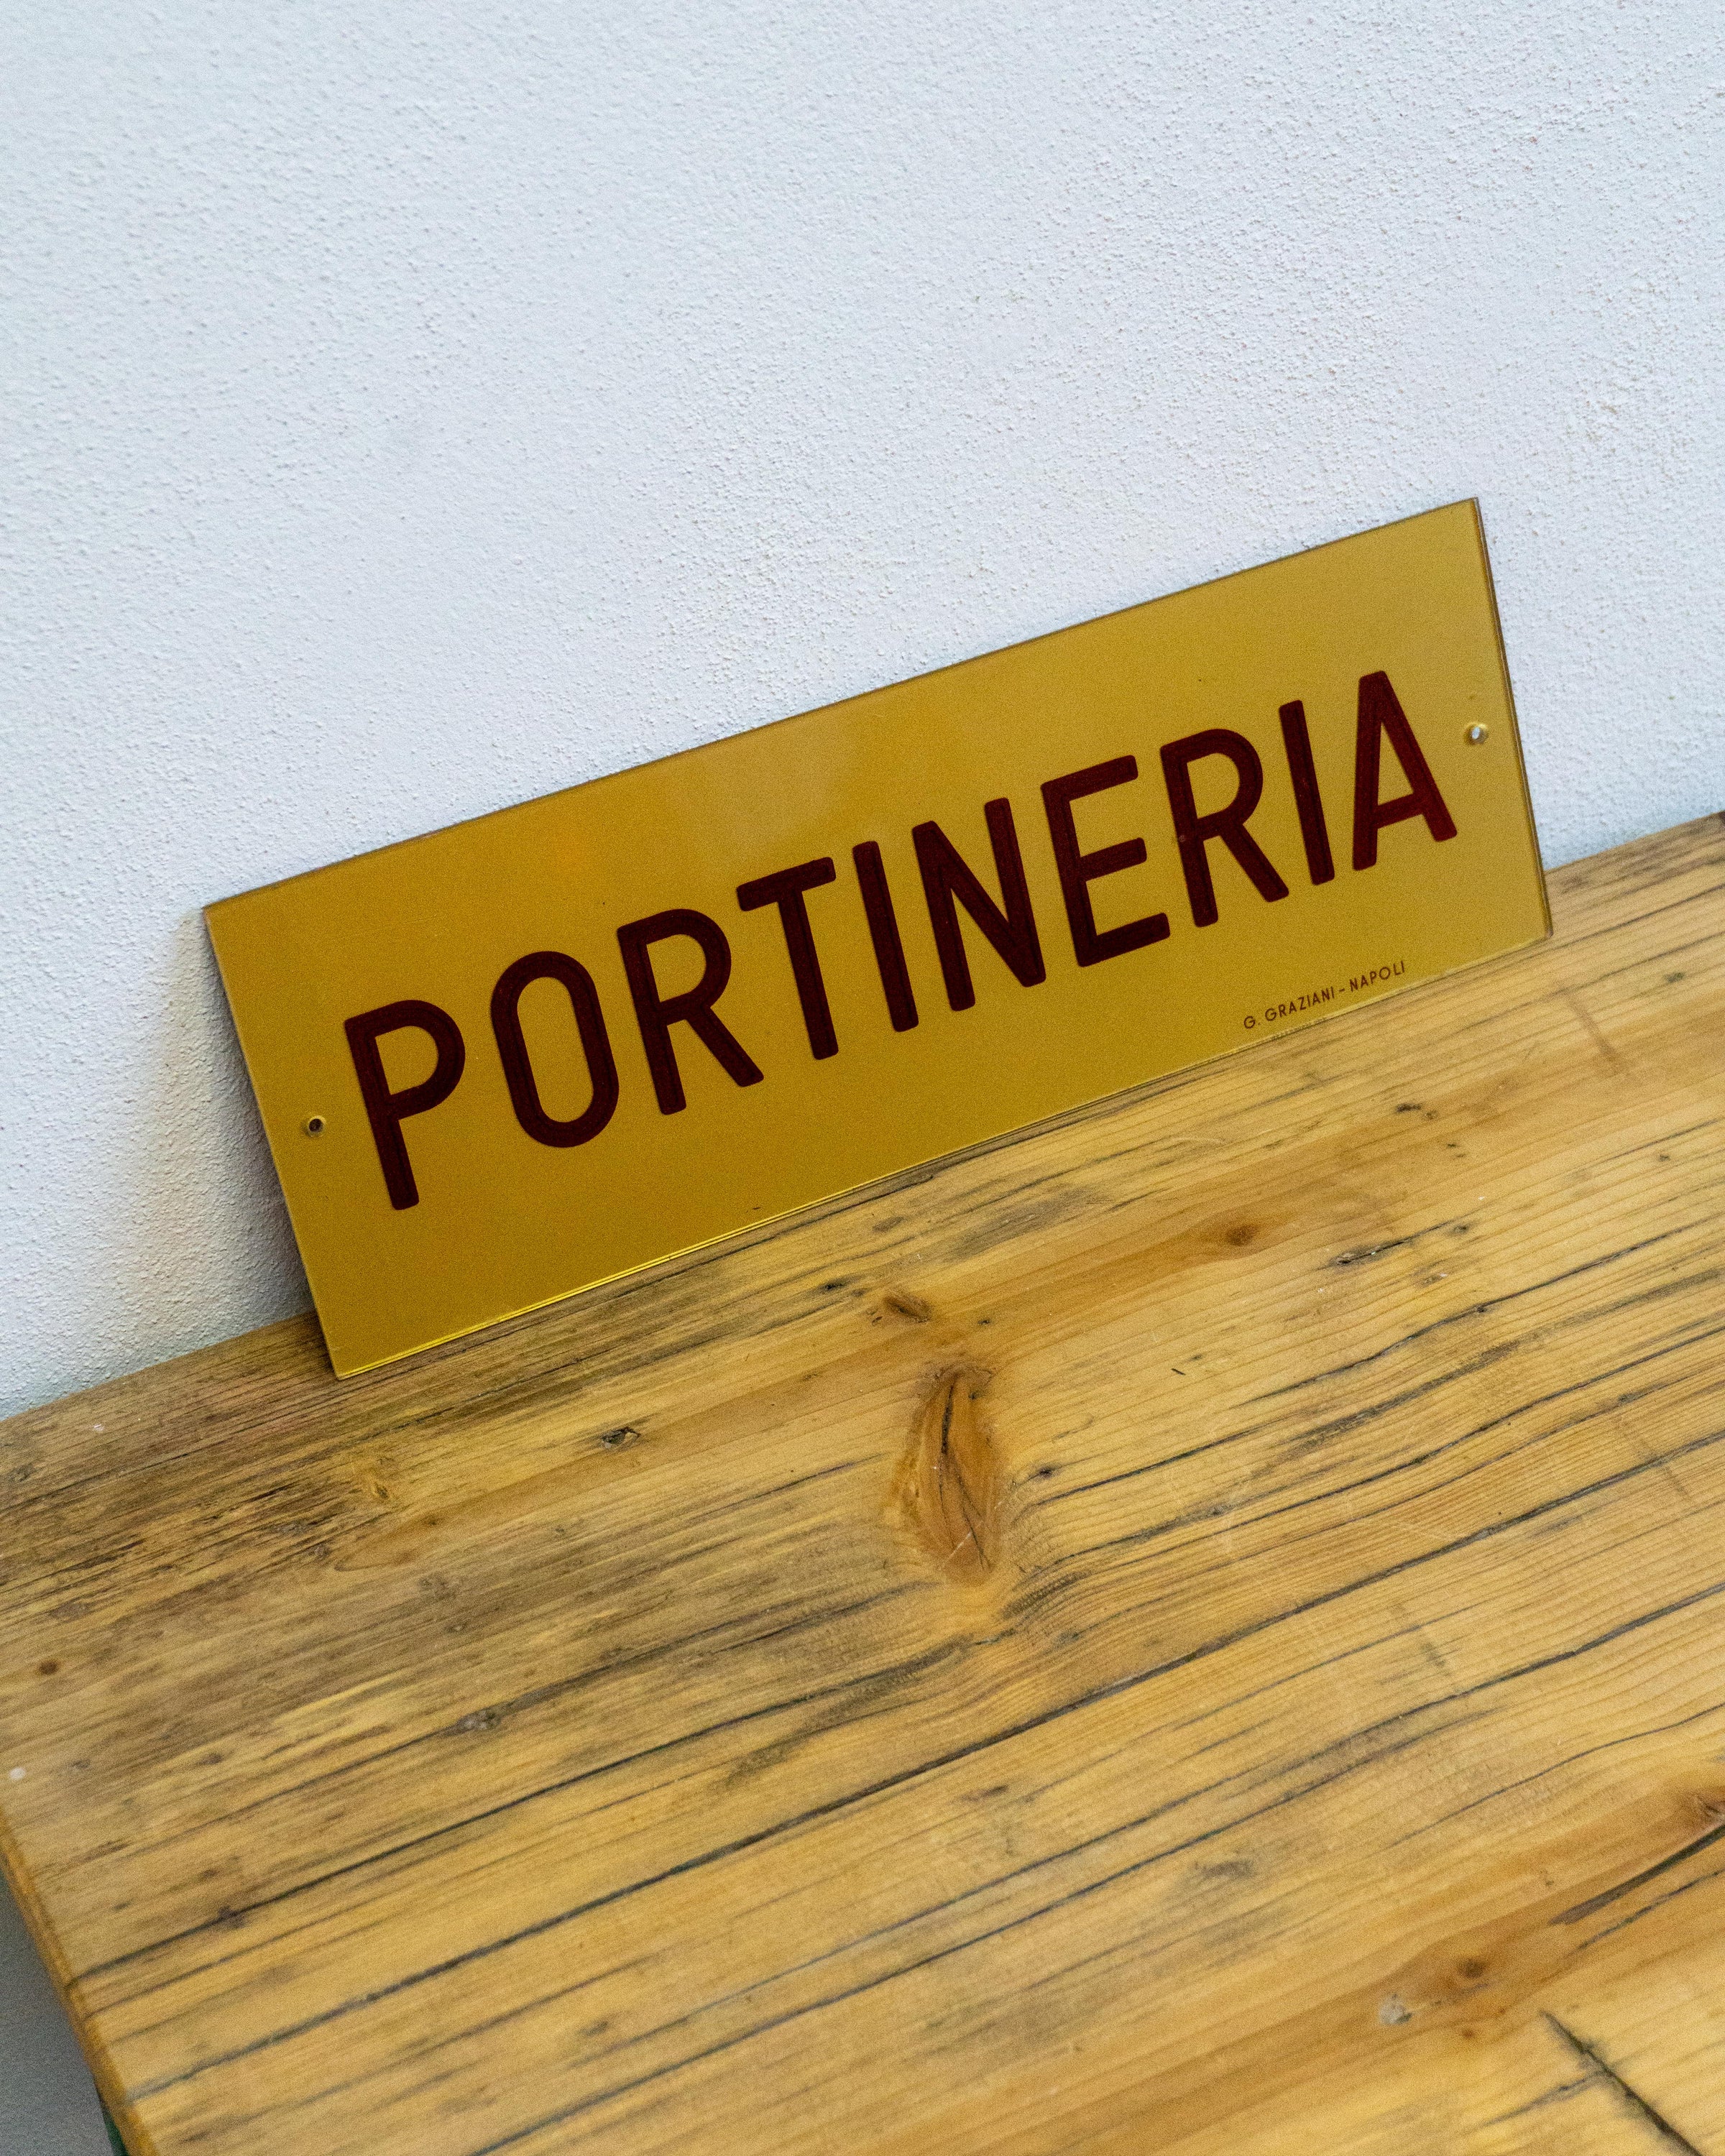 PORTINERIA
G. GRAZIANI - NAPOLI